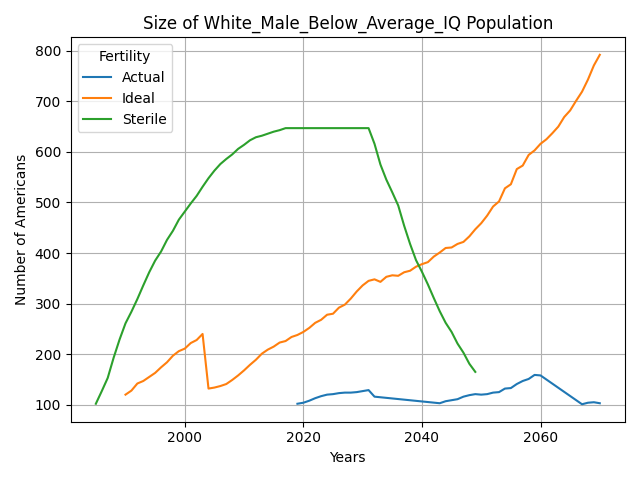 Size of White_Male_Below_Average_IQ Population
Fertility
Actual
Ideal
Sterile
Number of Americans
800
700
600
500
400
300
200
100
2000
2020
2040
2060
Years